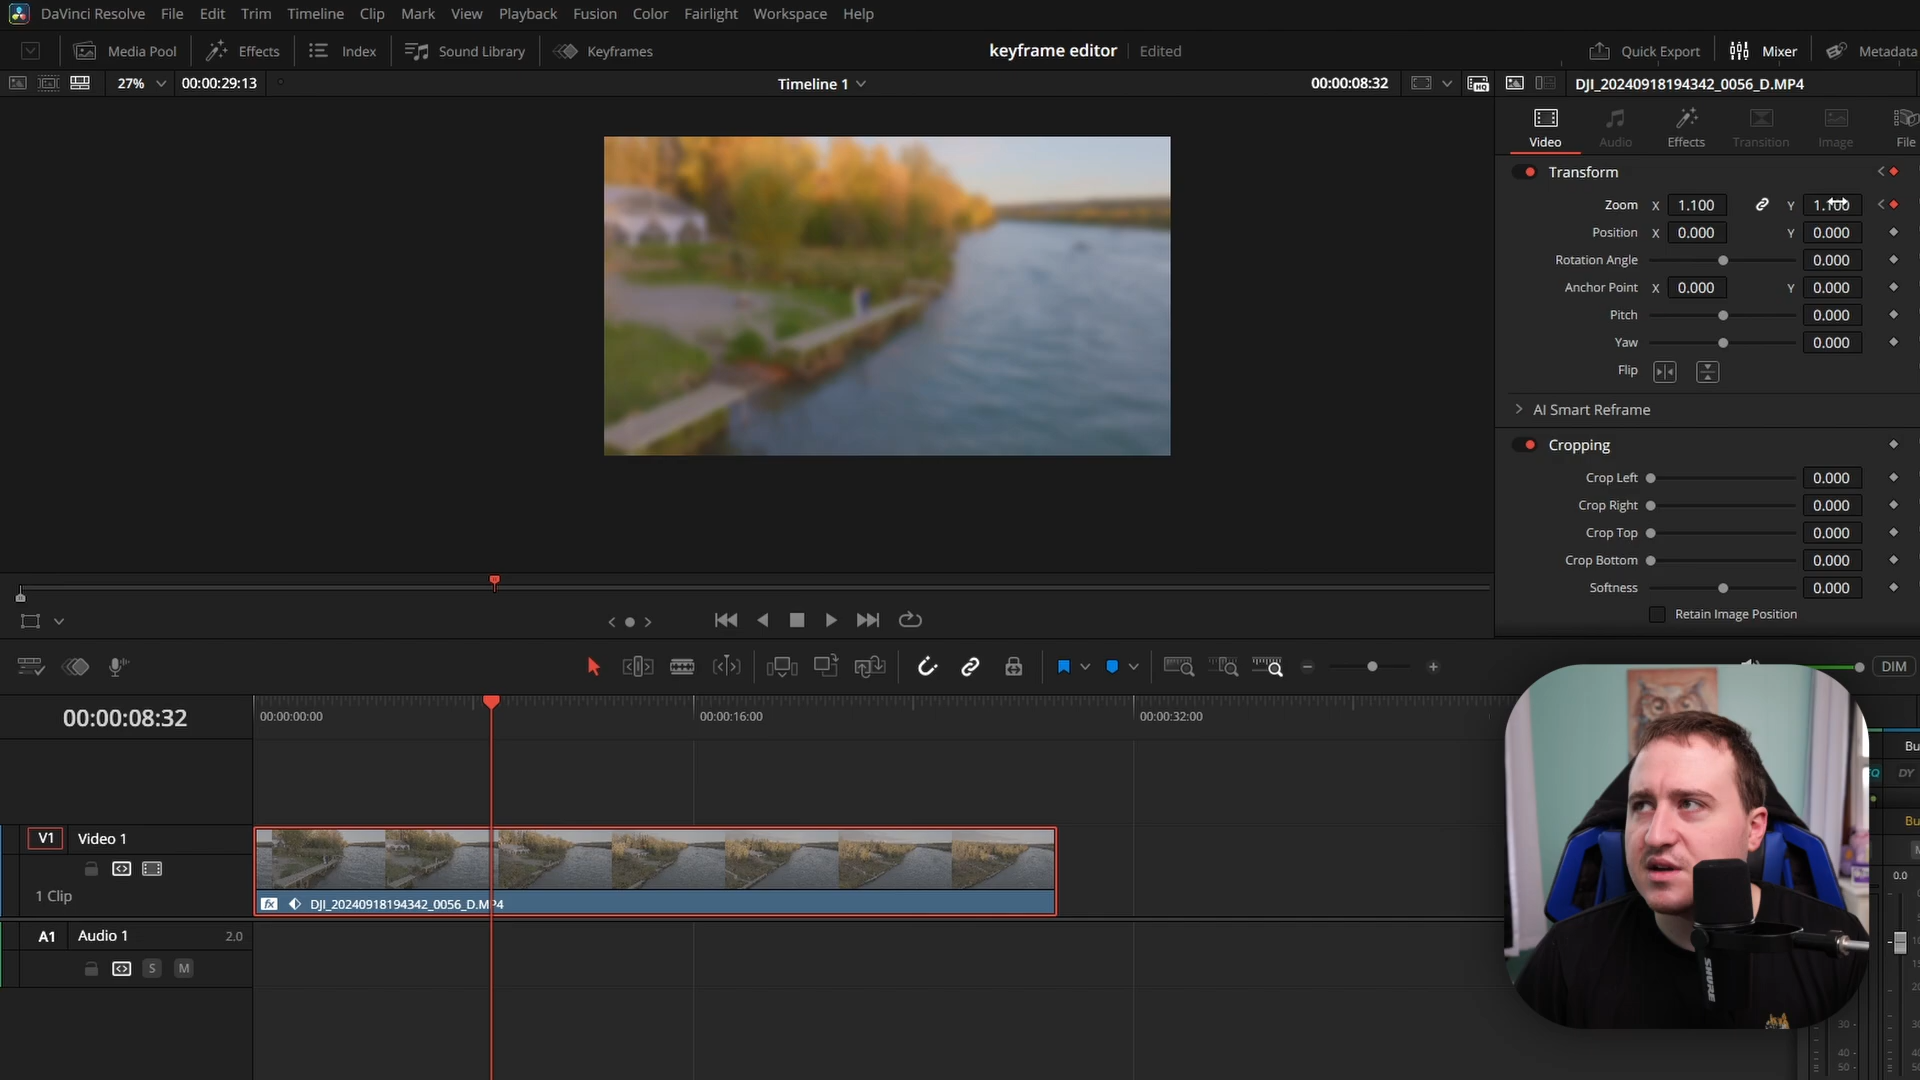 DaVinci Resolve File Edit Trim Timeline Clip Mark View Playback Fusion Color Fairlight Workspace Help
Media Pool Effects Index Sound Library Keyframes keyframe editor Edited Quick Export Mixer Metadata
27% 00:00:29:13 Timeline 1 00:00:08:32 DJI_20240918194342_0056_D.MP4
Video Audio Effects Transition Image File
Transform
Zoom X 1.100 Y 1.100
Position X 0.000 Y 0.000
Rotation Angle 0.000
Anchor Point X 0.000 Y 0.000
Pitch 0.000
Yaw 0.000
Flip
AI Smart Reframe
Cropping
Crop Left 0.000
Crop Right 0.000
Crop Top 0.000
Crop Bottom 0.000
Softness 0.000
Retain Image Position
DIM
00:00:08:32 00:00:00:00 00:00:16:00 00:00:32:00
Bu
DY
V1 Video 1
Bu
1 Clip
fx DJI_20240918194342_0056_D.MP4
0.0
A1 Audio 1 2.0
S M
SHURE
30
40
50